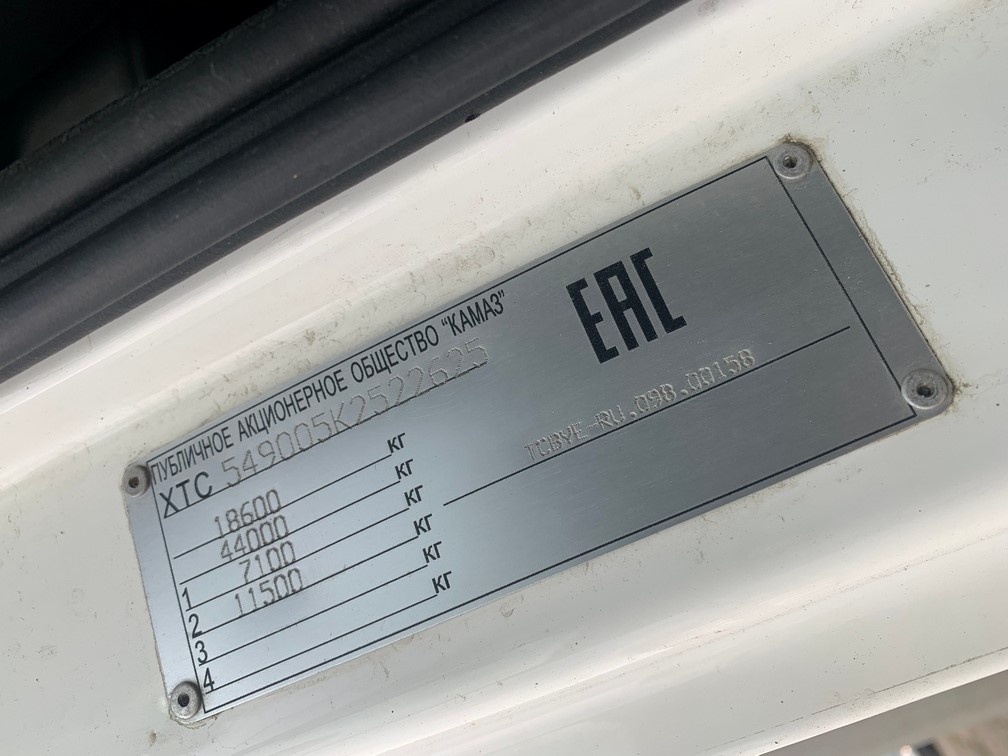 ПУБЛИЧНОЕ АКЦИОНЕРНОЕ ОБЩЕСТВО "КАМАЗ"
XTC 549005K2522625
18600 КГ
44000 КГ
1 7100 КГ
2 11500 КГ
3 КГ
4 КГ
ЕАС
TCBYE-RU.098.00158